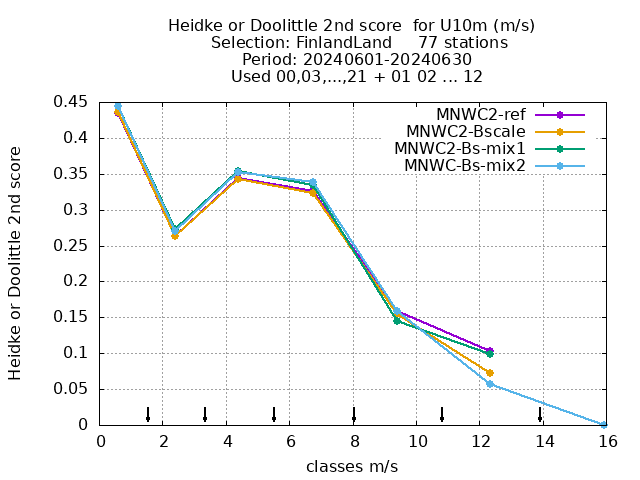 Heidke or Doolittle 2nd score  for U10m (m/s)
Selection: FinlandLand     77 stations
Period: 20240601-20240630
Used 00,03,...,21 + 01 02 ... 12
MNWC2-ref
MNWC2-Bscale
MNWC2-Bs-mix1
MNWC-Bs-mix2
Heidke or Doolittle 2nd score
0.45
0.4
0.35
0.3
0.25
0.2
0.15
0.1
0.05
0
0 2 4 6 8 10 12 14 16
classes m/s